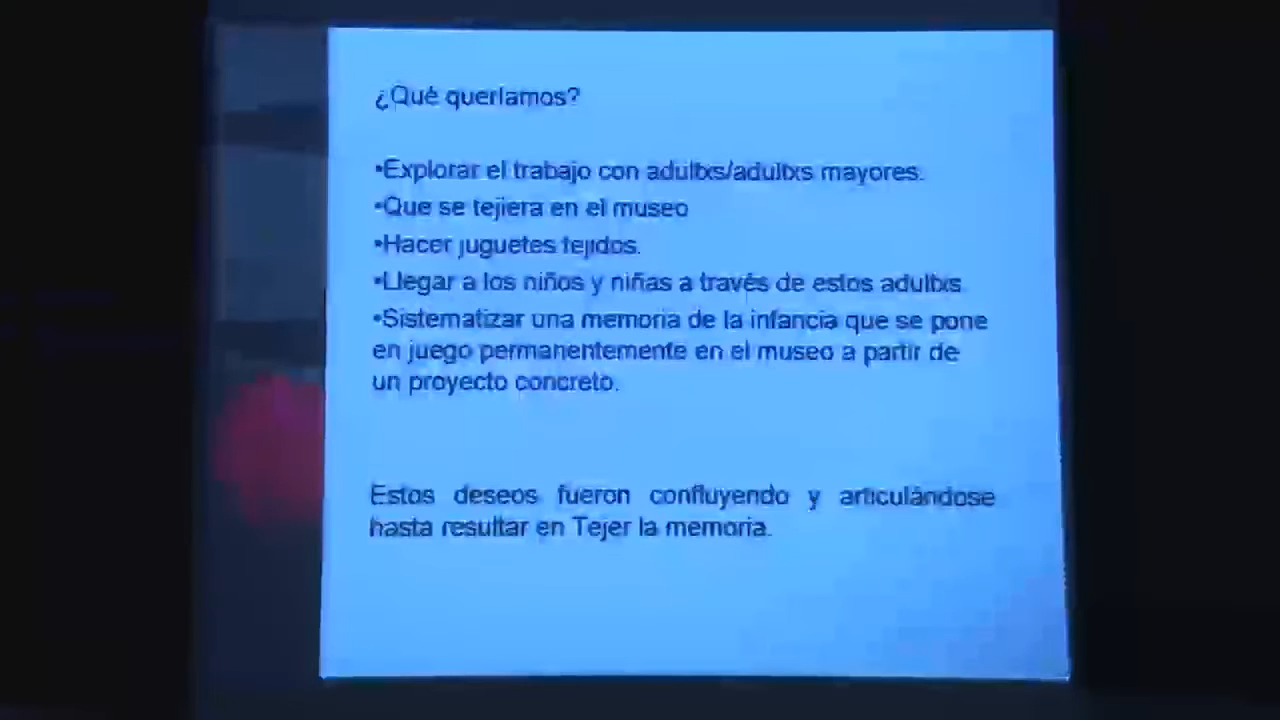 ¿Qué queríamos?
•Explorar el trabajo con adultxs/adultxs mayores.
•Que se tejiera en el museo
•Hacer juguetes tejidos.
•Llegar a los niños y niñas a través de estos adultxs.
•Sistematizar una memoria de la infancia que se pone
en juego permanentemente en el museo a partir de
un proyecto concreto.
Estos deseos fueron confluyendo y articulándose
hasta resultar en Tejer la memoria.